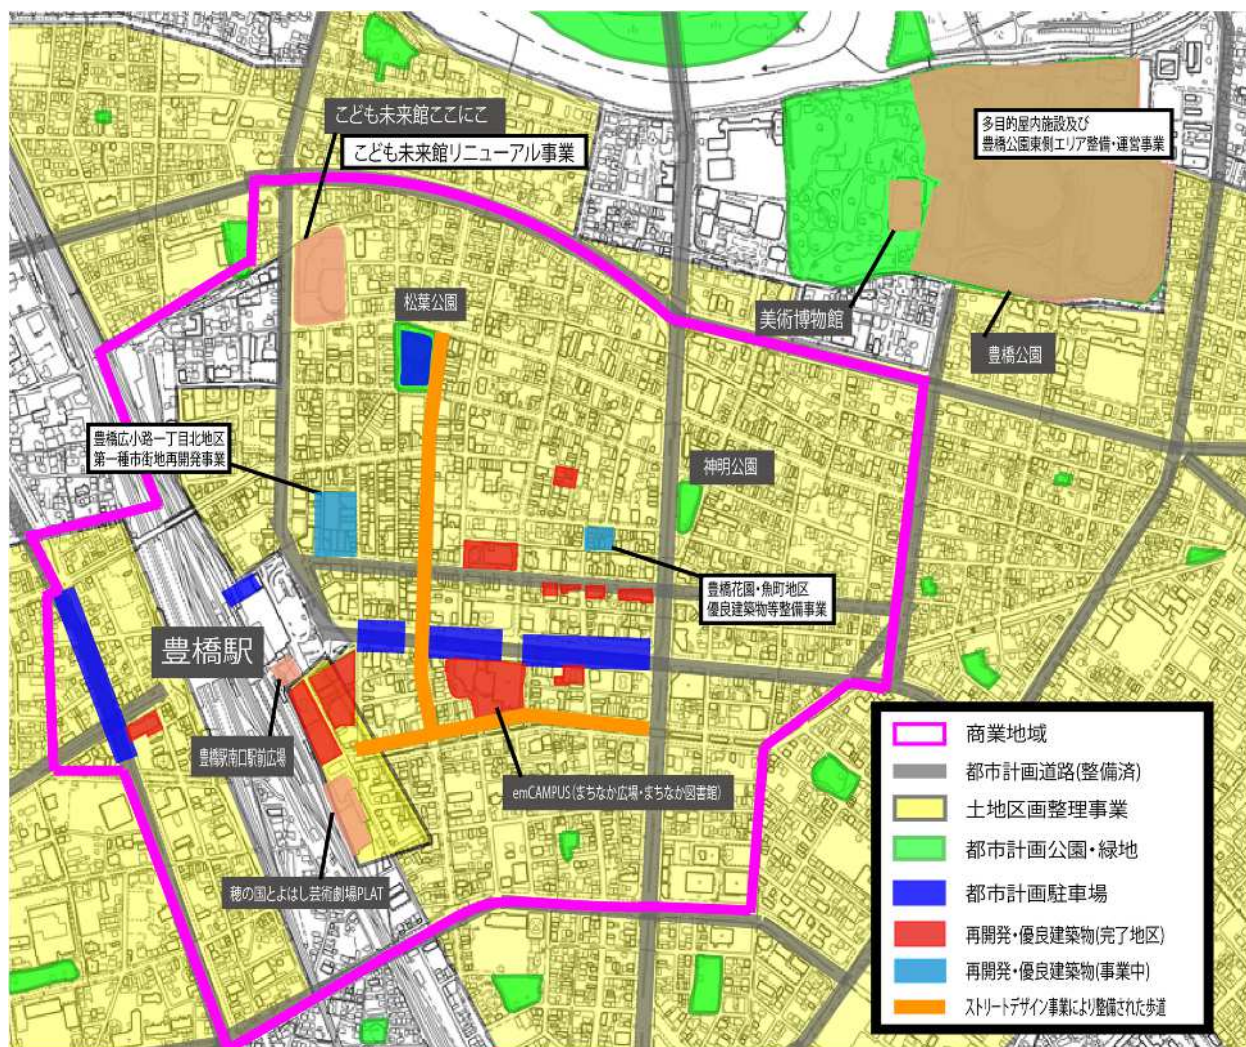 こども未来館ここにこ
こども未来館リニューアル事業
多目的屋内施設及び
豊橋公園東側エリア整備・運営事業
松葉公園
美術博物館
豊橋公園
豊橋広小路一丁目北地区
第一種市街地再開発事業
神明公園
豊橋花園・魚町地区
優良建築物等整備事業
豊橋駅
豊橋駅南口駅前広場
emCAMPUS(まちなか広場・まちなか図書館)
穂の国とよはし芸術劇場PLAT
商業地域
都市計画道路(整備済)
土地区画整理事業
都市計画公園・緑地
都市計画駐車場
再開発・優良建築物(完了地区)
再開発・優良建築物(事業中)
ストリートデザイン事業により整備された歩道